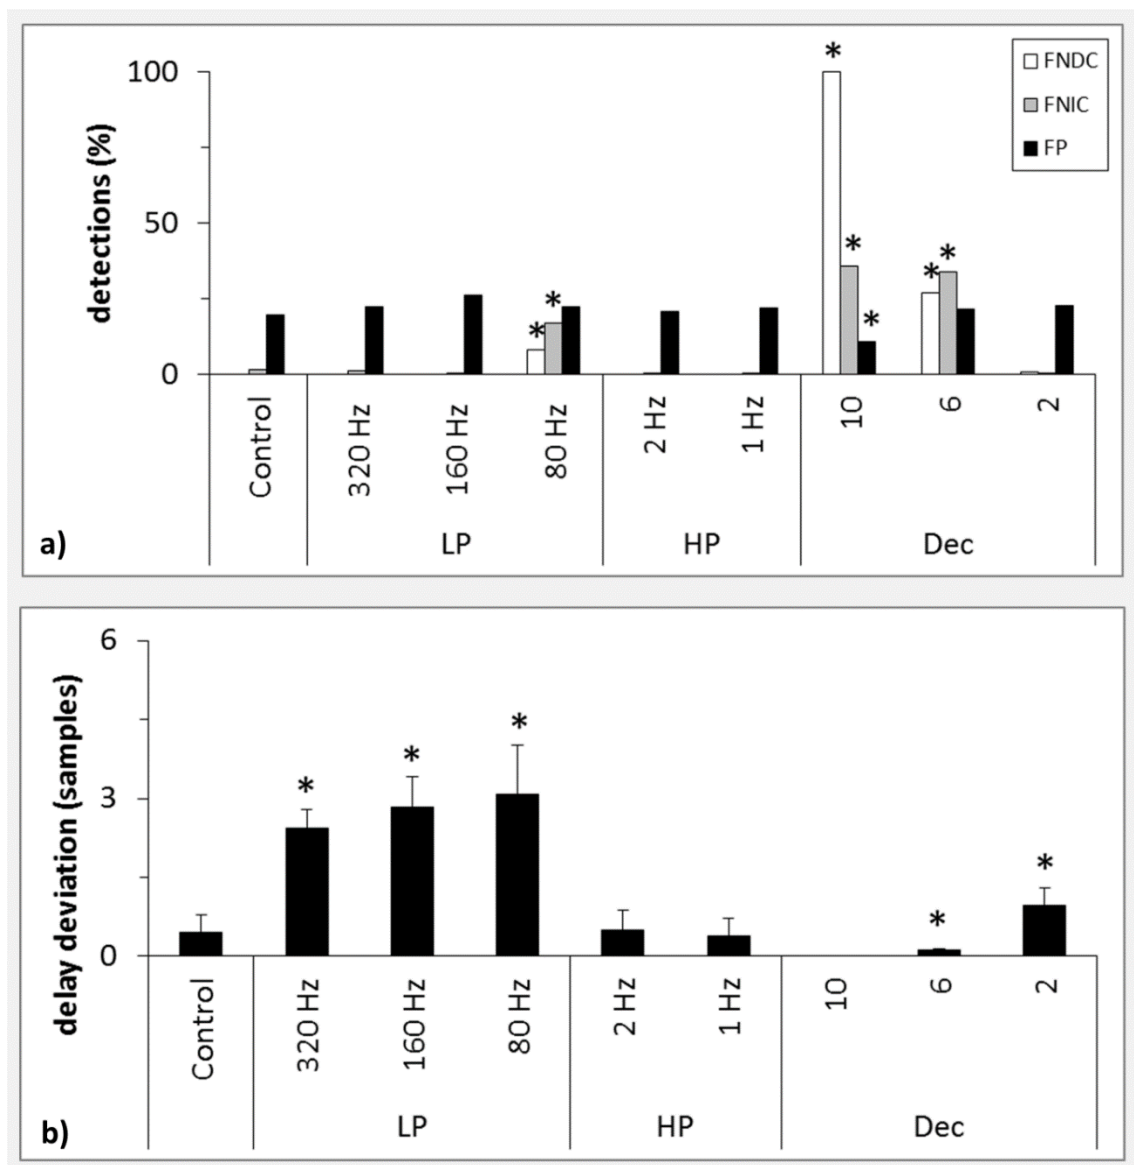 *
FNDC
FNIC
FP
100
50
0
detections (%)
* *
* *
* *
*
Control
320 Hz
160 Hz
80 Hz
2 Hz
1 Hz
10
6
2
LP
HP
Dec
a)
6
3
0
delay deviation (samples)
*
*
*
*
*
Control
320 Hz
160 Hz
80 Hz
2 Hz
1 Hz
10
6
2
LP
HP
Dec
b)